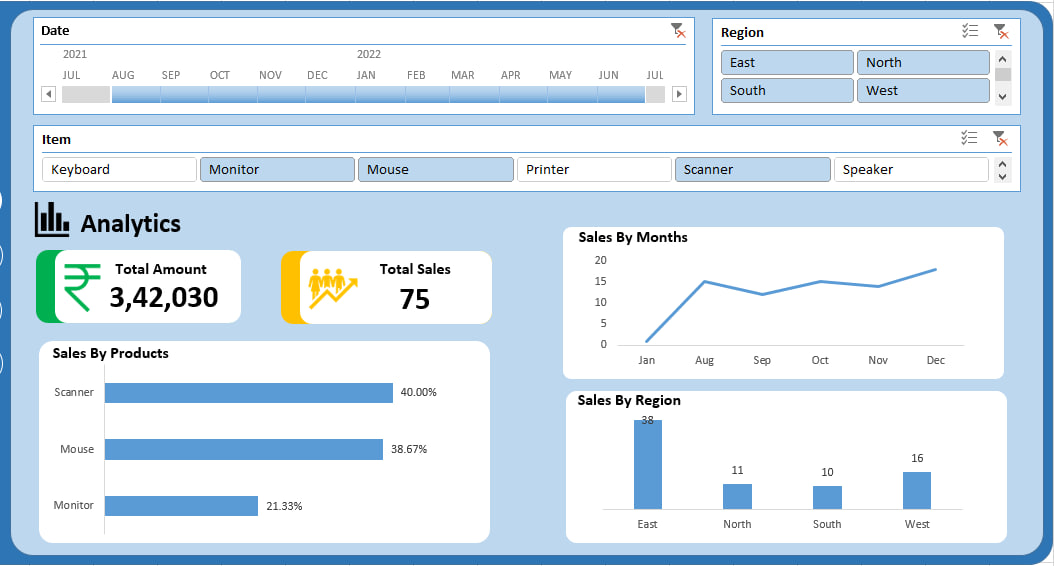 Date
Region
2021 2022
JUL AUG SEP OCT NOV DEC JAN FEB MAR APR MAY JUN JUL
East North
South West
Item
Keyboard Monitor Mouse Printer Scanner Speaker
Analytics
Total Amount
3,42,030
Total Sales
75
Sales By Months
20
15
10
5
0
Jan Aug Sep Oct Nov Dec
Sales By Products
Scanner 40.00%
Mouse 38.67%
Monitor 21.33%
Sales By Region
38 11 10 16
East North South West